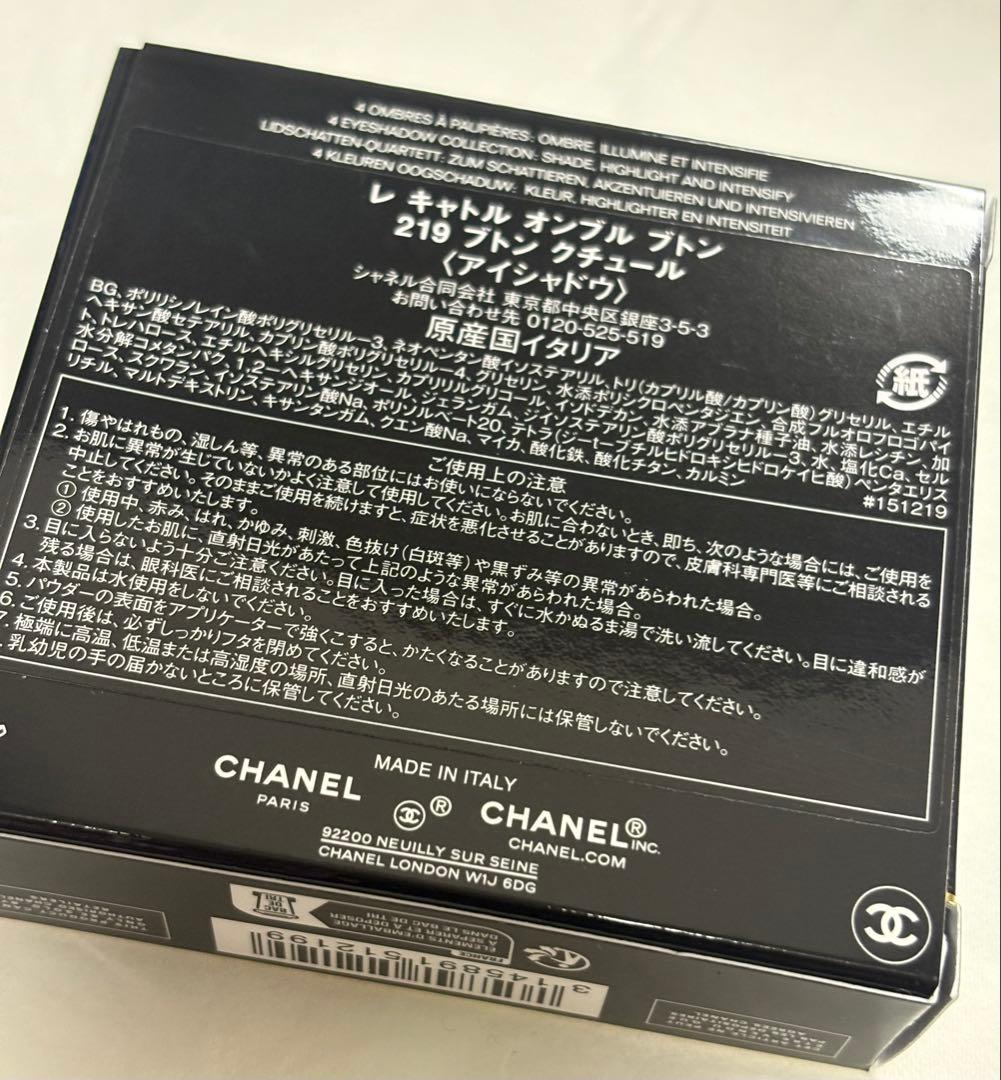 4 OMBRES À PAUPIÈRES: OMBRE, ILLUMINE ET INTENSIFIE
4 EYESHADOW COLLECTION: SHADE, HIGHLIGHT AND INTENSIFY
LIDSCHATTEN-QUARTETT: ZUM SCHATTIEREN, AKZENTUIEREN UND INTENSIVIEREN
4 KLEUREN OOGSCHADUW: KLEUR, HIGHLIGHTER EN INTENSITEIT
レ キャトル オンブル ブトン
219 ブトン クチュール
〈アイシャドウ〉
シャネル合同会社 東京都中央区銀座3-5-3
お問い合わせ先 0120-525-519
原産国イタリア
紙
BG、ポリリシノレイン酸ポリグリセリル-3、ネオペンタン酸イソステアリル、トリ(カプリル酸/カプリン酸)グリセリル、エチル
ヘキサン酸セテアリル、カプリン酸ポリグリセリル-4、グリセリン、水添ポリシクロペンタジエン、合成フルオロフロゴパイ
ト、トレハロース、エチルヘキシルグリセリン、カプリリルグリコール、イソドデカン、水添アブラナ種子油、水添レシチン、加
水分解コメタンパク、1,2-ヘキサンジオール、ジェランガム、ジイソステアリン酸ポリグリセリル-3、水、塩化Ca、セル
ロース、スクワラン、イソステアリン酸Na、ポリソルベート20、テトラ(ジ-t-ブチルヒドロキシヒドロケイヒ酸)ペンタエリス
リチル、マルトデキストリン、キサンタンガム、クエン酸Na、マイカ、酸化鉄、酸化チタン、カルミン
#151219
ご使用上の注意
1. 傷やはれもの、湿しん等、異常のある部位にはお使いにならないでください。
2. お肌に異常が生じていないかよく注意して使用してください。お肌に合わないとき、即ち、次のような場合には、ご使用を
中止してください。そのままご使用を続けますと、症状を悪化させることがありますので、皮膚科専門医等にご相談される
ことをおすすめいたします。
① 使用中、赤み、はれ、かゆみ、刺激、色抜け(白斑等)や黒ずみ等の異常があらわれた場合。
② 使用したお肌に、直射日光があたって上記のような異常があらわれた場合。
3. 目に入らないよう十分ご注意ください。目に入った場合は、すぐに水かぬるま湯で洗い流してください。目に違和感が
残る場合は、眼科医にご相談されることをおすすめいたします。
4. 本製品は水使用をしないでください。
5. パウダーの表面をアプリケーターで強くこすると、かたくなることがありますので注意してください。
6. ご使用後は、必ずしっかりフタを閉めてください。
7. 極端に高温、低温または高湿度の場所、直射日光のあたる場所には保管しないでください。
. 乳幼児の手の届かないところに保管してください。
MADE IN ITALY
CHANEL
PARIS
®
CHANEL®
INC.
CHANEL.COM
92200 NEUILLY SUR SEINE
CHANEL LONDON W1J 6DG
BAC
DE
TRI
ÉLÉMENTS D'EMBALLAGE
À SÉPARER ET À DÉPOSER
DANS LE BAC DE TRI
FRANCE
3 145891 512199
CET ARTICLE NE PEUT